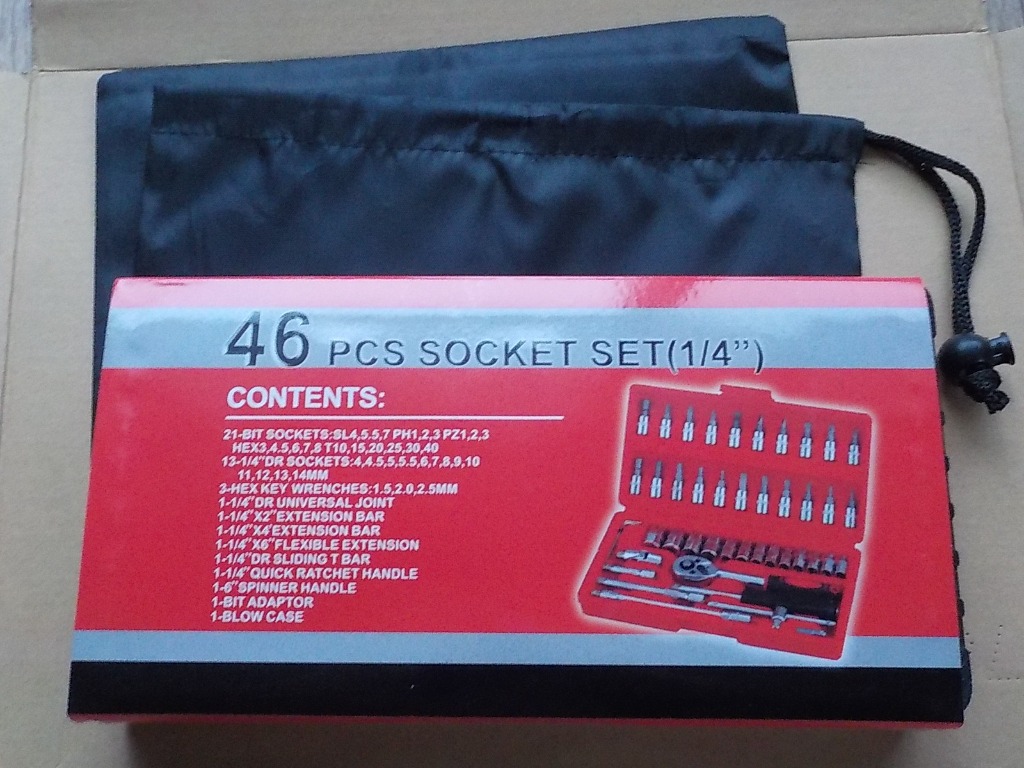 46 PCS SOCKET SET(1/4")
CONTENTS:
21-BIT SOCKETS:SL4,5.5,7 PH1,2,3 PZ1,2,3
HEX3,4.5,6,7,8 T10,15,20,25,30,40
13-1/4"DR SOCKETS:4,4.5,5,5.5,6,7,8,9,10
11,12,13,14MM
3-HEX KEY WRENCHES:1.5,2.0,2.5MM
1-1/4"DR UNIVERSAL JOINT
1-1/4"X2"EXTENSION BAR
1-1/4"X4"EXTENSION BAR
1-1/4"X6"FLEXIBLE EXTENSION
1-1/4"DR SLIDING T BAR
1-1/4"QUICK RATCHET HANDLE
1-6"SPINNER HANDLE
1-BIT ADAPTOR
1-BLOW CASE